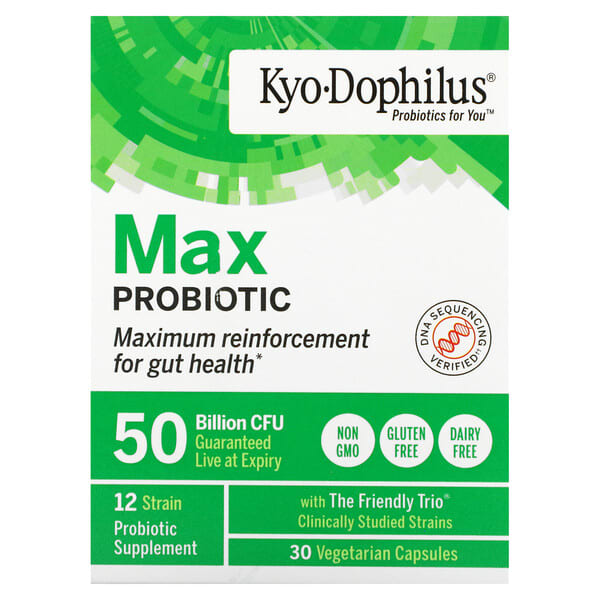 Kyo•Dophilus®
Probiotics for You™
Max
PROBIOTIC
Maximum reinforcement
for gut health*
DNA SEQUENCING
VERIFIED††
50 Billion CFU
Guaranteed
Live at Expiry
NON
GMO
GLUTEN
FREE
DAIRY
FREE
12 Strain
Probiotic
Supplement
with The Friendly Trio®
Clinically Studied Strains
30 Vegetarian Capsules